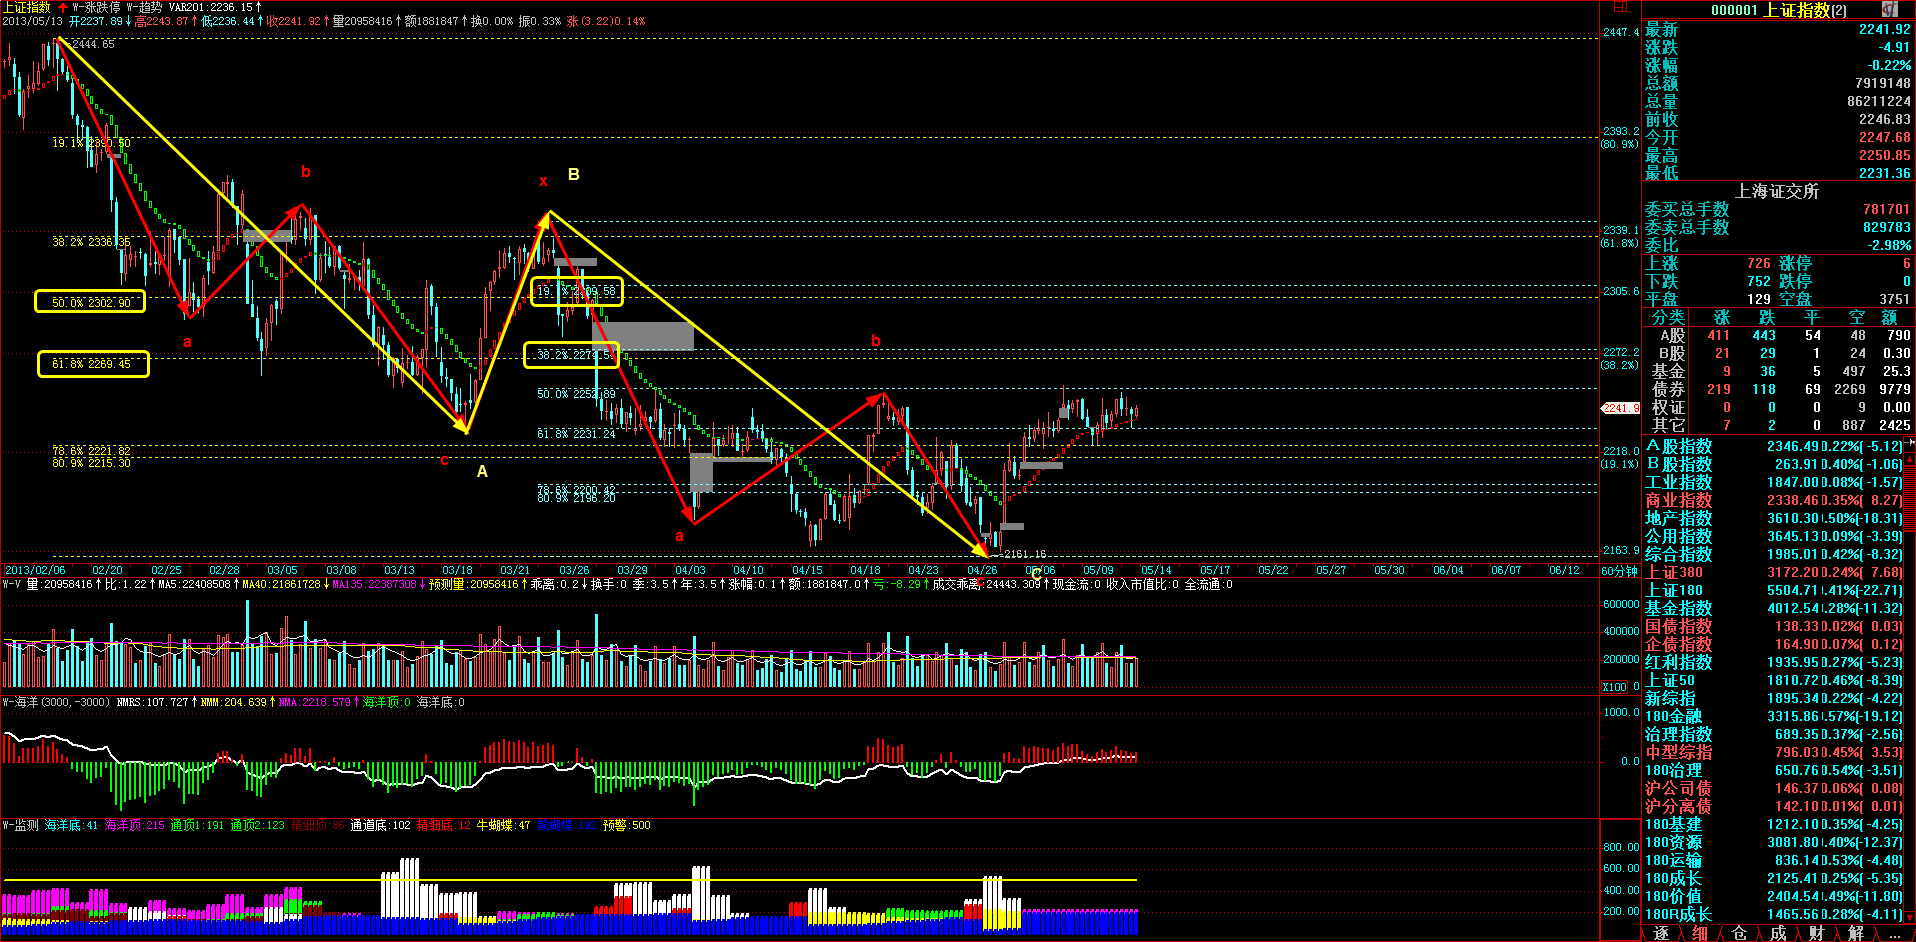 上证指数 W-涨跌停 W-趋势 VAR201:2236.15↑
2013/05/13 开2237.89↓高2243.87↑低2236.44↑收2241.92↑量20958416↑额1881847↑换0.00% 振0.33% 涨(3.22)0.14%
2444.65
19.1% 2390.50
38.2% 2336.35
50.0% 2302.90
61.8% 2269.45
78.6% 2221.82
80.9% 2215.30
a
b
c
A
x
B
19.1% 2309.58
38.2% 2274.54
50.0% 2252.89
61.8% 2231.24
78.6% 2200.42
80.9% 2196.20
a
b
2161.16
C
2447.4
2393.2
(80.9%)
2339.1
(61.8%)
2305.6
2272.2
(38.2%)
2241.9
2218.0
(19.1%)
2163.9
2013/02/06 02/20 02/25 02/28 03/05 03/08 03/13 03/18 03/21 03/26 03/29 04/03 04/10 04/15 04/18 04/23 04/26 05/06 05/09 05/14 05/17 05/22 05/27 05/30 06/04 06/07 06/12 60分钟
W-V 量:20958416↑比:1.22↑MA5:22408508↑MA40:21861728↓MA135:22387308↓预测量:20958416↑乖离:0.2↓换手:0 季:3.5↑年:3.5↑涨幅:0.1↑额:1881847.0↑亏:-8.29↑成交乖离:24443.309↑现金流:0 收入市值比:0 全流通:0
600000
400000
200000
X100 0
W-海洋(3000,-3000) NMRS:107.727↑NMM:204.639↑NMA:2218.579↑海洋顶:0 海洋底:0
1000.0
0.0
W-监测 海洋底:41 海洋顶:215 通顶1:191 通顶2:123 精细顶:86 通道底:102 精细底:12 牛蝴蝶:47 熊蝴蝶:192 预警:500
800.00
600.00
400.00
200.00
000001 上证指数(2)
最新 2241.92
涨跌 -4.91
涨幅 -0.22%
总额 7919148
总量 86211224
前收 2246.83
今开 2247.68
最高 2250.85
最低 2231.36
上海证交所
委买总手数 781701
委卖总手数 829783
委比 -2.98%
上涨 726 涨停 6
下跌 752 跌停 0
平盘 129 空盘 3751
分类 涨 跌 平 空 额
A股 411 443 54 48 790
B股 21 29 1 24 0.30
基金 9 36 5 497 25.3
债券 219 118 69 2269 9779
权证 0 0 0 9 0.00
其它 7 2 0 887 2425
A股指数 2346.49 0.22%[-5.12]
B股指数 263.91 0.40%[-1.06]
工业指数 1847.00 0.08%[-1.57]
商业指数 2338.46 0.35%[ 8.27]
地产指数 3610.30 .50%[-18.31]
公用指数 3645.13 0.09%[-3.39]
综合指数 1985.01 0.42%[-8.32]
上证380 3172.20 0.24%[ 7.68]
上证180 5504.71 .41%[-22.71]
基金指数 4012.54 .28%[-11.32]
国债指数 138.33 0.02%[ 0.03]
企债指数 164.90 0.07%[ 0.12]
红利指数 1935.95 0.27%[-5.23]
上证50 1810.72 0.46%[-8.39]
新综指 1895.34 0.22%[-4.22]
180金融 3315.86 .57%[-19.12]
治理指数 689.35 0.37%[-2.56]
中型综指 796.03 0.45%[ 3.53]
180治理 650.76 0.54%[-3.51]
沪公司债 146.37 0.06%[ 0.08]
沪分离债 142.10 0.01%[ 0.01]
180基建 1212.10 0.35%[-4.25]
180资源 3081.80 .40%[-12.37]
180运输 836.14 0.53%[-4.48]
180成长 2125.41 0.25%[-5.35]
180价值 2404.54 .49%[-11.80]
180R成长 1465.56 0.28%[-4.11]
逐 细 仓 成 财 解 ...